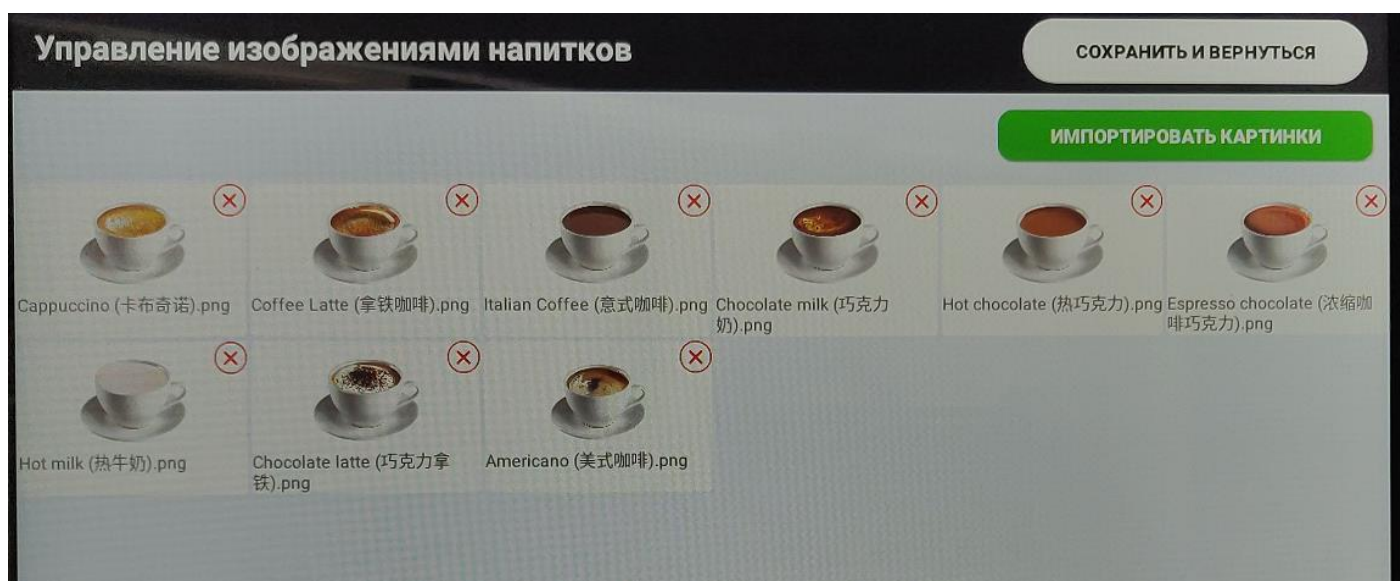 Управление изображениями напитков
СОХРАНИТЬ И ВЕРНУТЬСЯ
ИМПОРТИРОВАТЬ КАРТИНКИ
Cappuccino (卡布奇诺).png
Coffee Latte (拿铁咖啡).png
Italian Coffee (意式咖啡).png
Chocolate milk (巧克力
奶).png
Hot chocolate (热巧克力).png
Espresso chocolate (浓缩咖
啡巧克力).png
Hot milk (热牛奶).png
Chocolate latte (巧克力拿
铁).png
Americano (美式咖啡).png